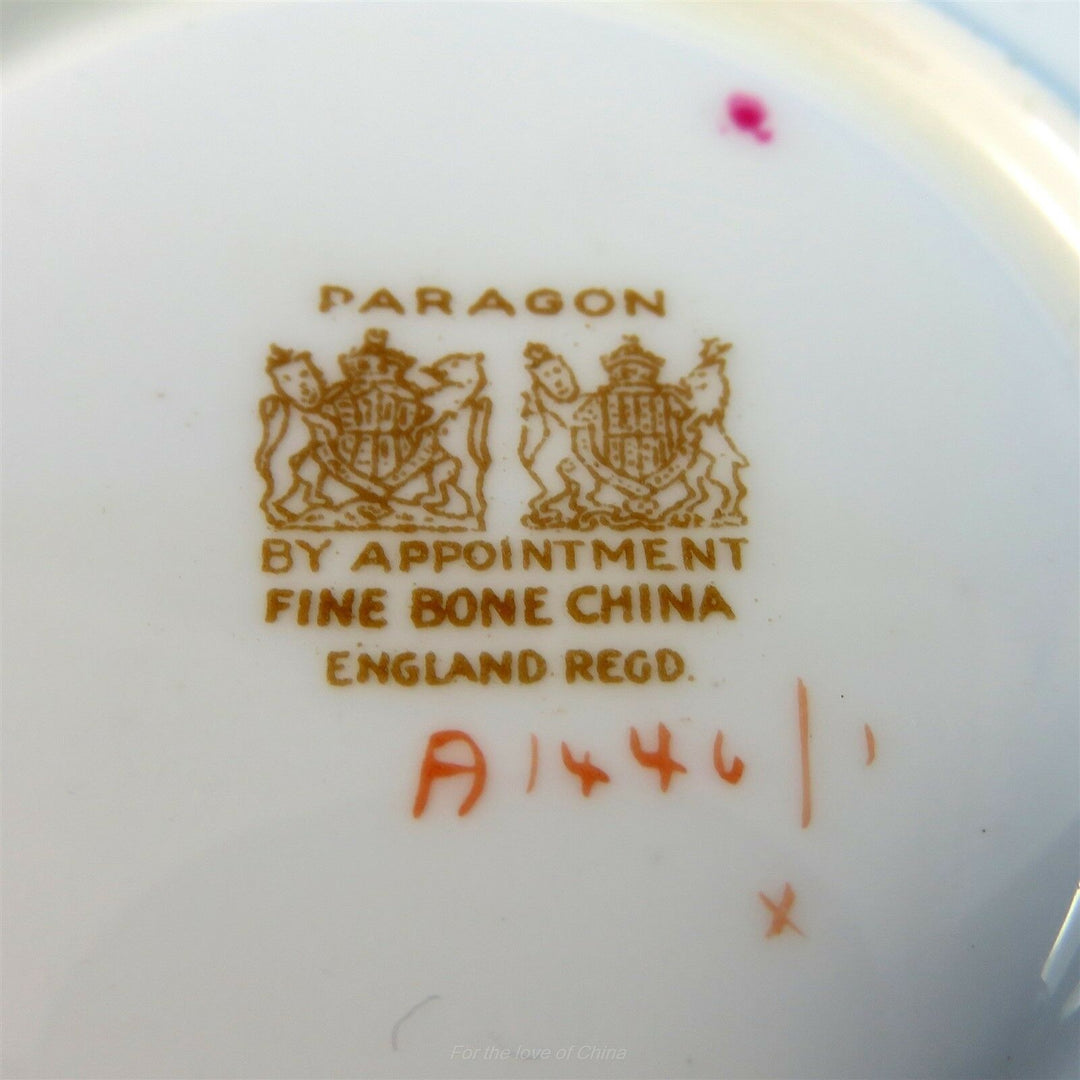 PARAGON
BY APPOINTMENT
FINE BONE CHINA
ENGLAND REGD.
A1446/1
X
For the love of China